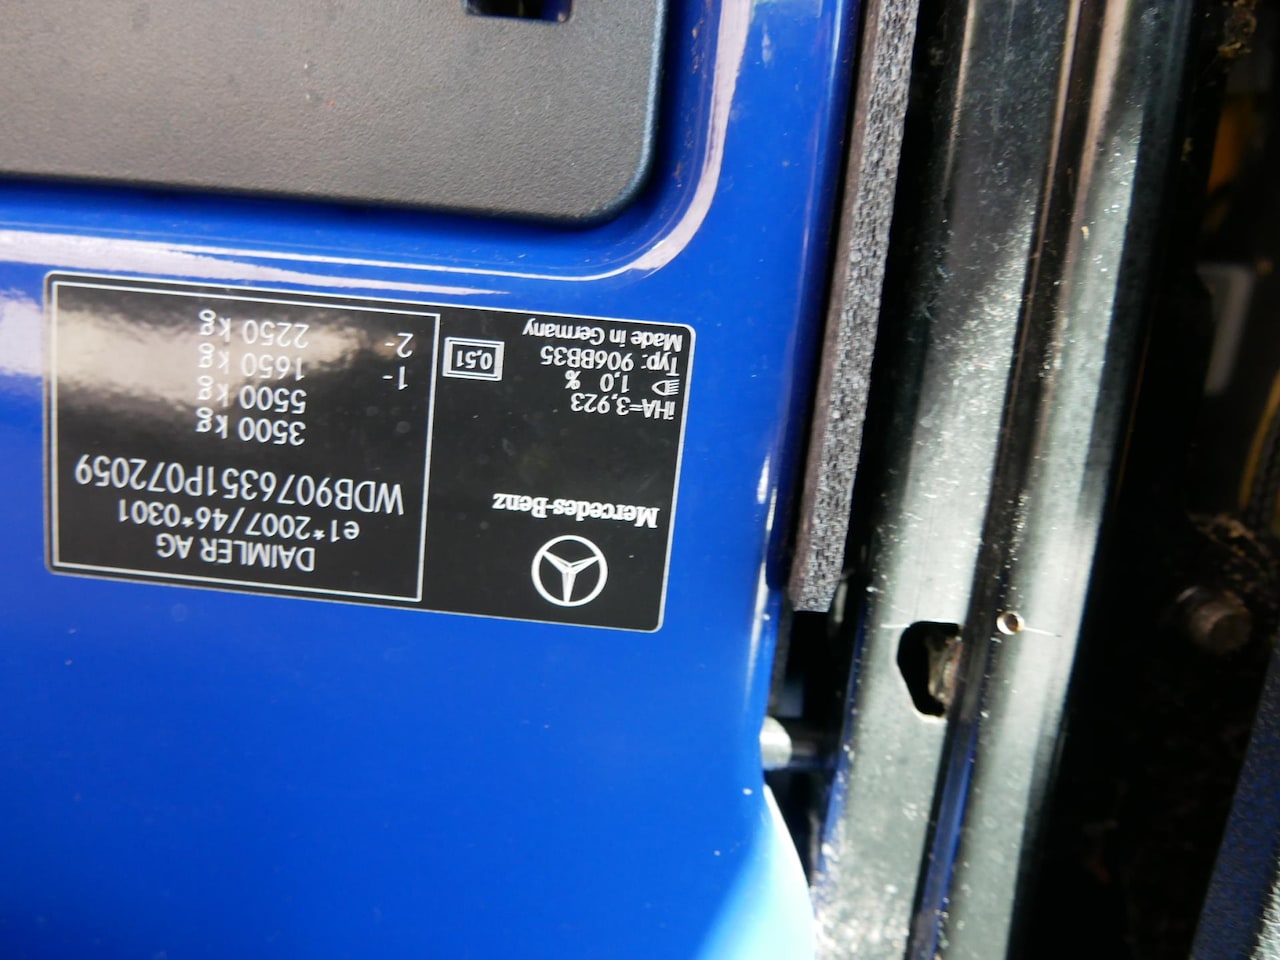 Mercedes-Benz
iHA=3,923
1,0 %
Typ: 906BB35
Made in Germany
0,51
DAIMLER AG
e1*2007/46*0301
WDB9076351P072059
3500 kg
5500 kg
1- 1650 kg
2- 2250 kg